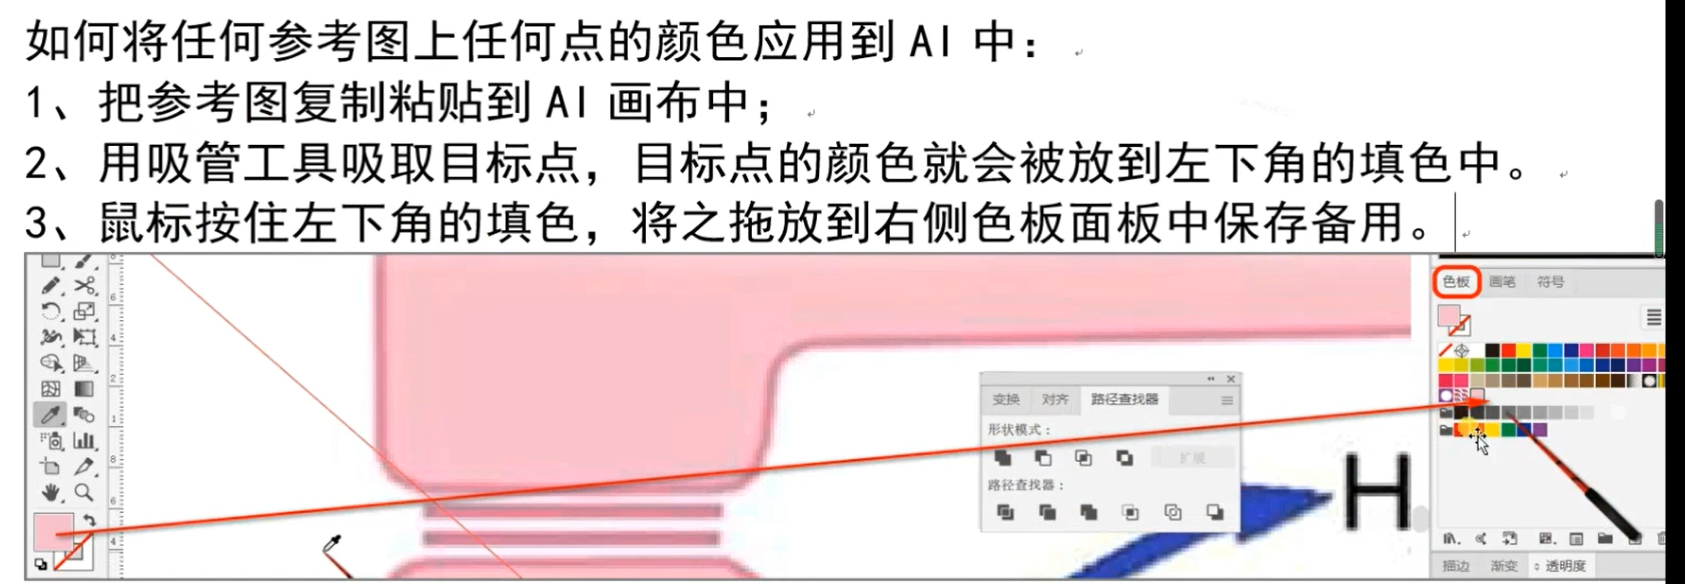 如何将任何参考图上任何点的颜色应用到 AI 中：
1、把参考图复制粘贴到 AI 画布中；
2、用吸管工具吸取目标点，目标点的颜色就会被放到左下角的填色中。
3、鼠标按住左下角的填色，将之拖放到右侧色板面板中保存备用。
色板 画笔 符号
变换 对齐 路径查找器
形状模式：
扩展
路径查找器：
H
描边 渐变 透明度